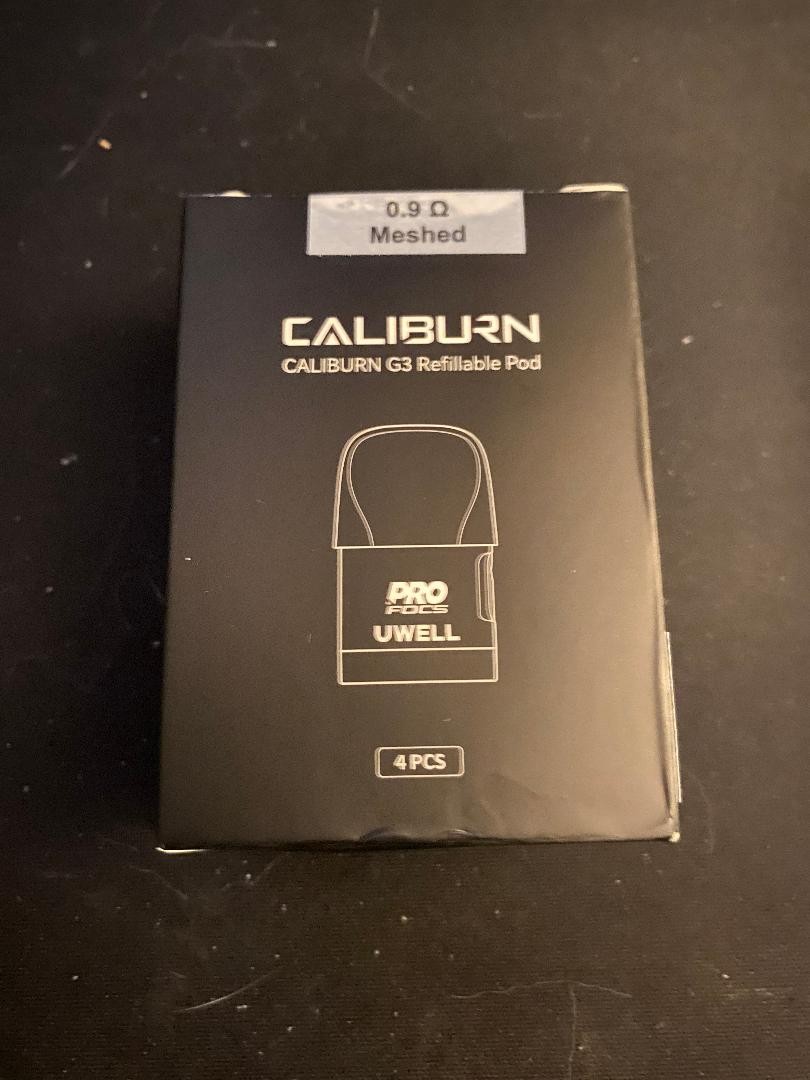 0.9 Ω
Meshed
CALIBURN
CALIBURN G3 Refillable Pod
PRO
FOCS
UWELL
4 PCS